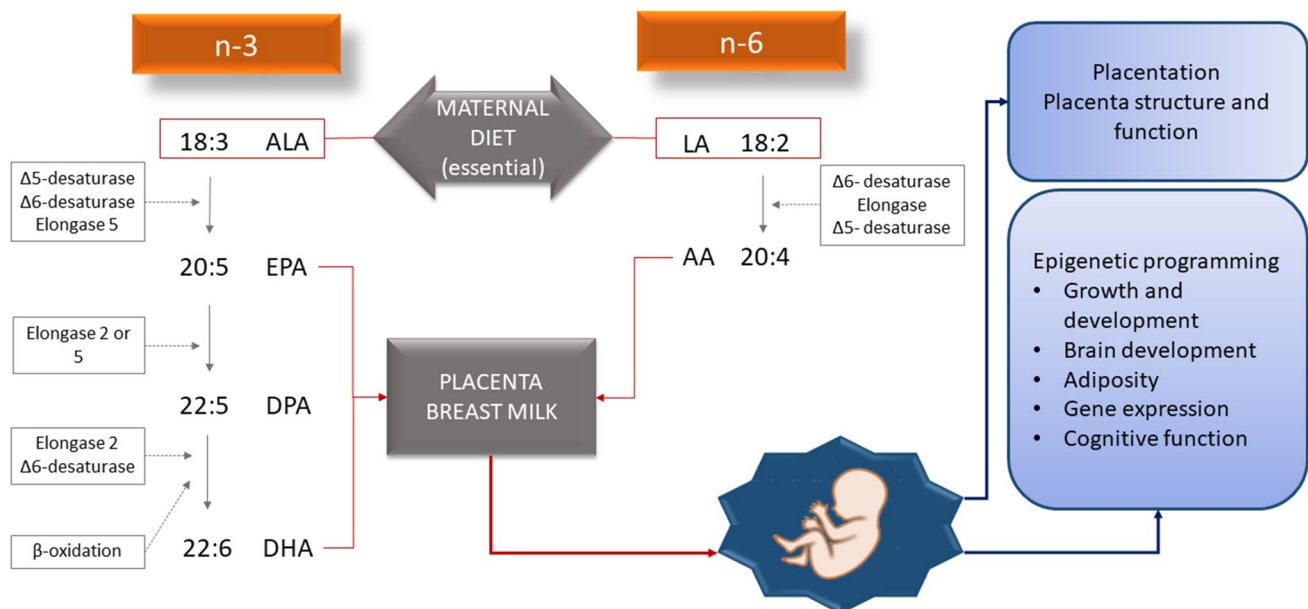 n-3
n-6
MATERNAL
DIET
(essential)
18:3 ALA
LA 18:2
Δ5-desaturase
Δ6-desaturase
Elongase 5
Δ6- desaturase
Elongase
Δ5- desaturase
20:5 EPA
AA 20:4
Elongase 2 or
5
22:5 DPA
PLACENTA
BREAST MILK
Elongase 2
Δ6-desaturase
β-oxidation
22:6 DHA
Placentation
Placenta structure and
function
Epigenetic programming
• Growth and
development
• Brain development
• Adiposity
• Gene expression
• Cognitive function